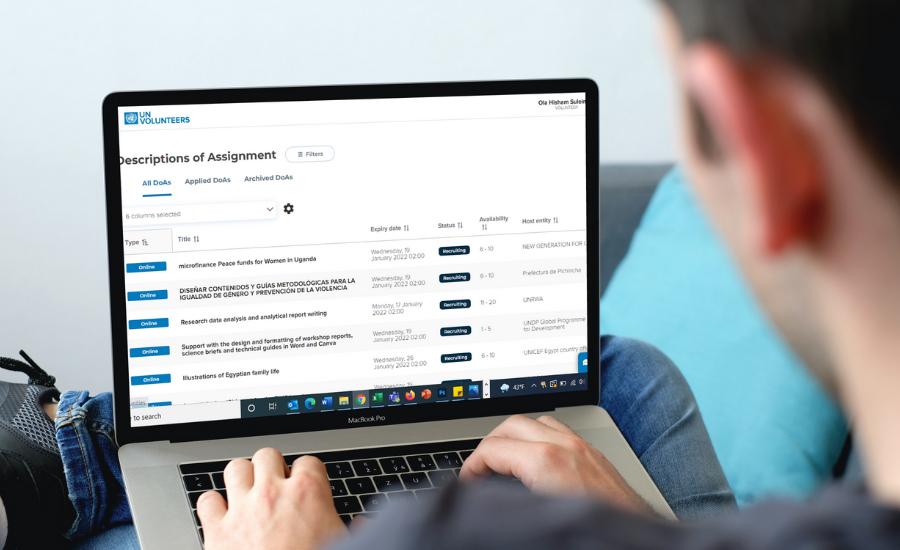 UN
VOLUNTEERS
Ola Hisham Sulein
VOLUNTEER
Descriptions of Assignment
Filters
All DoAs
Applied DoAs
Archived DoAs
6 columns selected
Type
Title
Expiry date
Status
Availability
Host entity
Online
microfinance Peace funds for Women in Uganda
Wednesday, 19
January 2022 02:00
Recruiting
6 - 10
NEW GENERATION FOR
Online
DISEÑAR CONTENIDOS Y GUÍAS METODOLOGICAS PARA LA
IGUALDAD DE GENERO Y PREVENCIÓN DE LA VIOLENCIA
Wednesday, 19
January 2022 02:00
Recruiting
6 - 10
Prefectura de Pichincha
Online
Research data analysis and analytical report writing
Monday, 17 January
2022 02:00
Recruiting
11 - 20
UNRWA
Online
Support with the design and formatting of workshop reports,
science briefs and technical guides in Word and Canva
Wednesday, 19
January 2022 02:00
Recruiting
1 - 5
UNDP Global Programme
for Development
Online
Illustrations of Egyptian family life
Wednesday, 26
January 2022 02:00
Recruiting
6 - 10
UNICEF Egypt country
to search
43°F
MacBook Pro